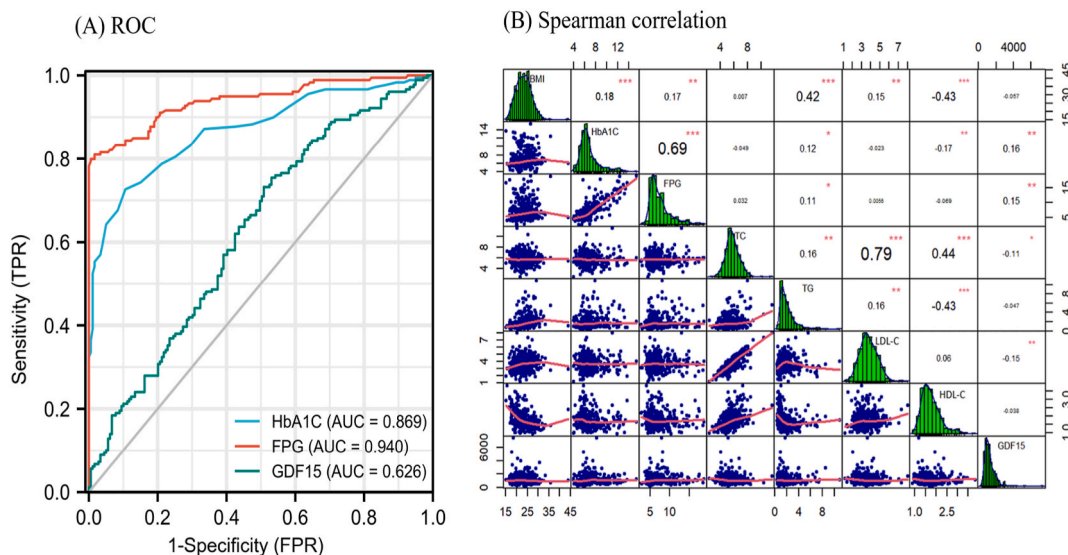 (A) ROC
1.0
0.8
0.6
0.4
0.2
0.0
Sensitivity (TPR)
HbA1C (AUC = 0.869)
FPG (AUC = 0.940)
GDF15 (AUC = 0.626)
0.0 0.2 0.4 0.6 0.8 1.0
1-Specificity (FPR)
(B) Spearman correlation
4 6 8 12
4 6 8
1 3 5 7
0 4000
BMI 0.18 *** 0.17 ** 0.007 0.42 *** 0.15 ** -0.43 *** -0.057
15 30 45
4 6 8 14
HbA1C 0.69 *** -0.049 0.12 * -0.023 -0.17 ** 0.16 **
FPG 0.032 0.11 * 0.0056 -0.069 0.15 **
5 15
4 8
TC 0.16 ** 0.79 *** 0.44 *** -0.11 *
TG 0.16 ** -0.43 *** -0.047
0 4 8
1 4 7
LDL-C 0.06 -0.15 **
HDL-C -0.038
1.0 3.0
0 6000
GDF15
15 25 35 45
5 10
0 4 8
1.0 2.5